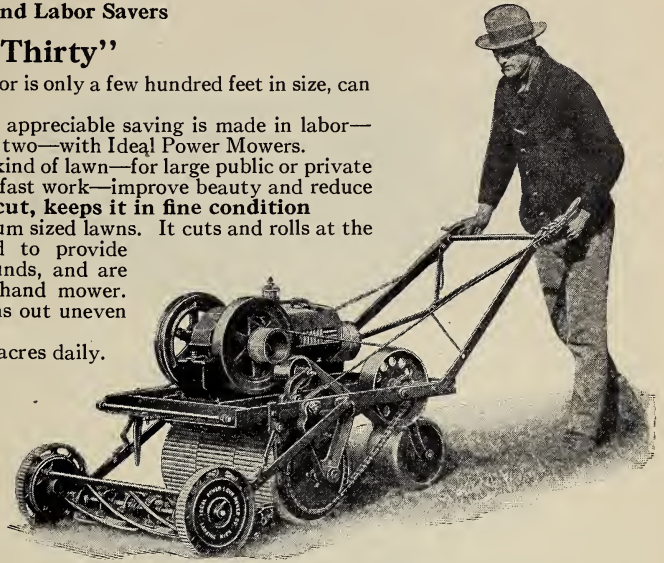 nd Labor Savers
Thirty”
or is only a few hundred feet in size, can
appreciable saving is made in labor—
two—with Ideal Power Mowers.
kind of lawn—for large public or private
fast work—improve beauty and reduce
cut, keeps it in fine condition
um sized lawns. It cuts and rolls at the
d to provide
unds, and are
hand mower.
ns out uneven
acres daily.